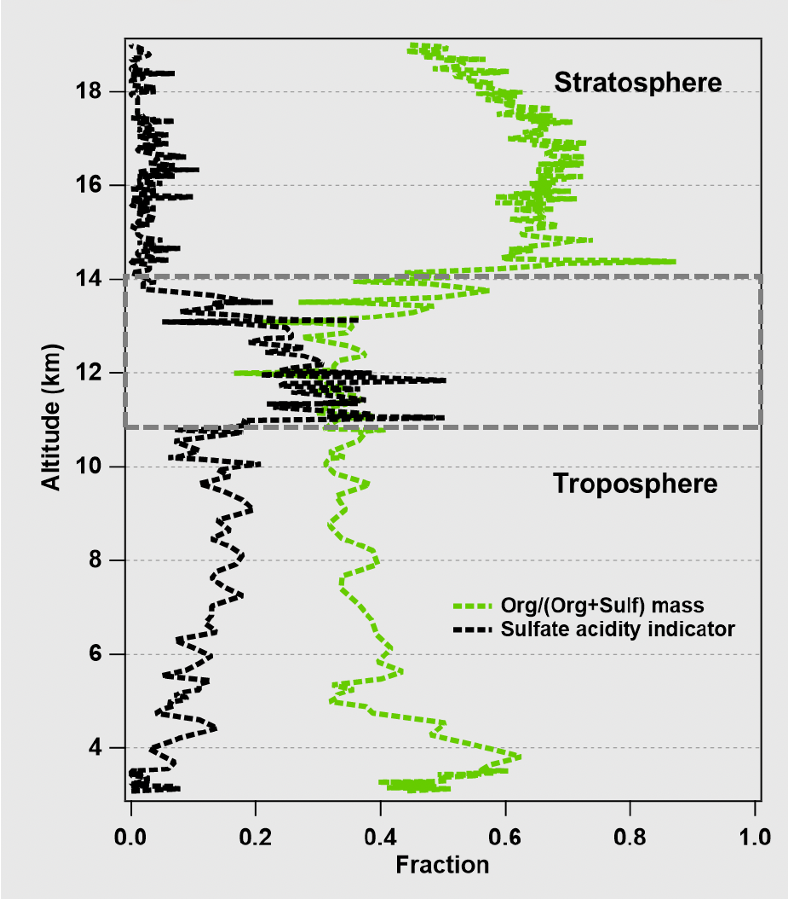 18
Stratosphere
16
14
12
Altitude (km)
10
Troposphere
8
Org/(Org+Sulf) mass
Sulfate acidity indicator
6
4
0.0 0.2 0.4 0.6 0.8 1.0
Fraction